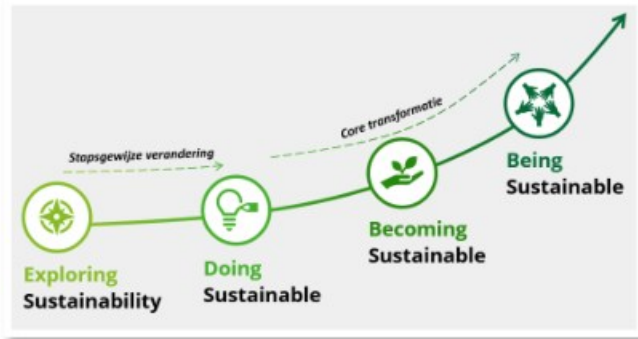 Stapsgewijze verandering
Core transformatie
Exploring
Sustainability
Doing
Sustainable
Becoming
Sustainable
Being
Sustainable